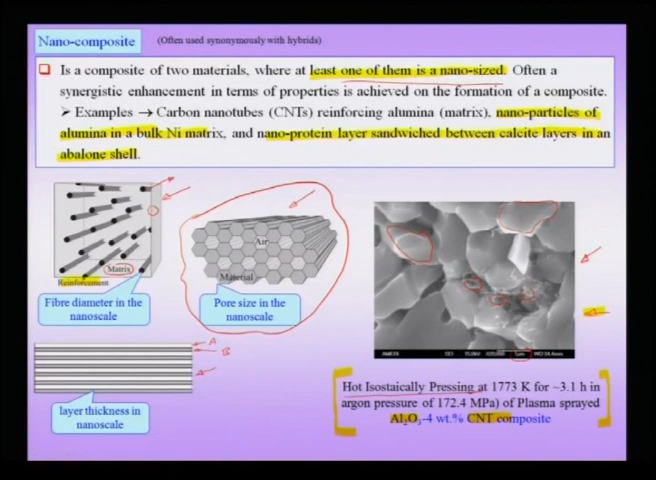 Nano-composite (Often used synonymously with hybrids)
Is a composite of two materials, where at least one of them is a nano-sized. Often a
synergistic enhancement in terms of properties is achieved on the formation of a composite.
➢ Examples → Carbon nanotubes (CNTs) reinforcing alumina (matrix), nano-particles of
alumina in a bulk Ni matrix, and nano-protein layer sandwiched between calcite layers in an
abalone shell.
Matrix
Reinforcement
Fibre diameter in the
nanoscale
Air
Material
Pore size in the
nanoscale
A
B
layer thickness in
nanoscale
Hot Isostaically Pressing at 1773 K for ~3.1 h in
argon pressure of 172.4 MPa) of Plasma sprayed
Al₂O₃-4 wt.% CNT composite